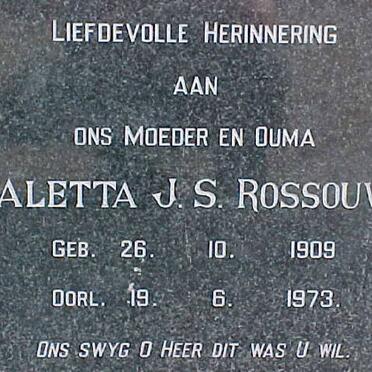 LIEFDEVOLLE HERINNERING
AAN
ONS MOEDER EN OUMA
ALETTA J. S. ROSSOUW
GEB. 26. 10. 1909
OORL. 19. 6. 1973.
ONS SWYG O HEER DIT WAS U WIL.